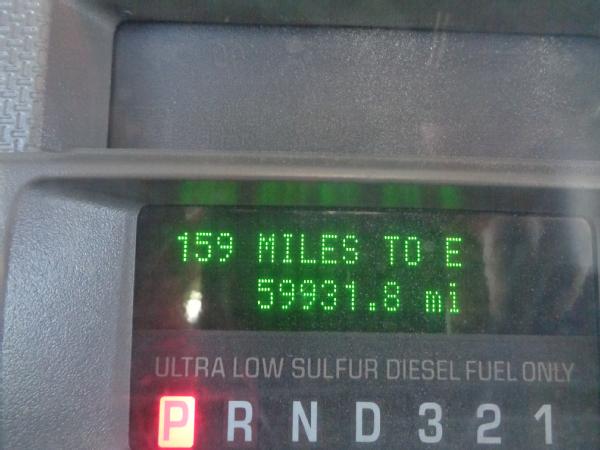 159 MILES TO E
59931.8 mi
ULTRA LOW SULFUR DIESEL FUEL ONLY
P R N D 3 2 1